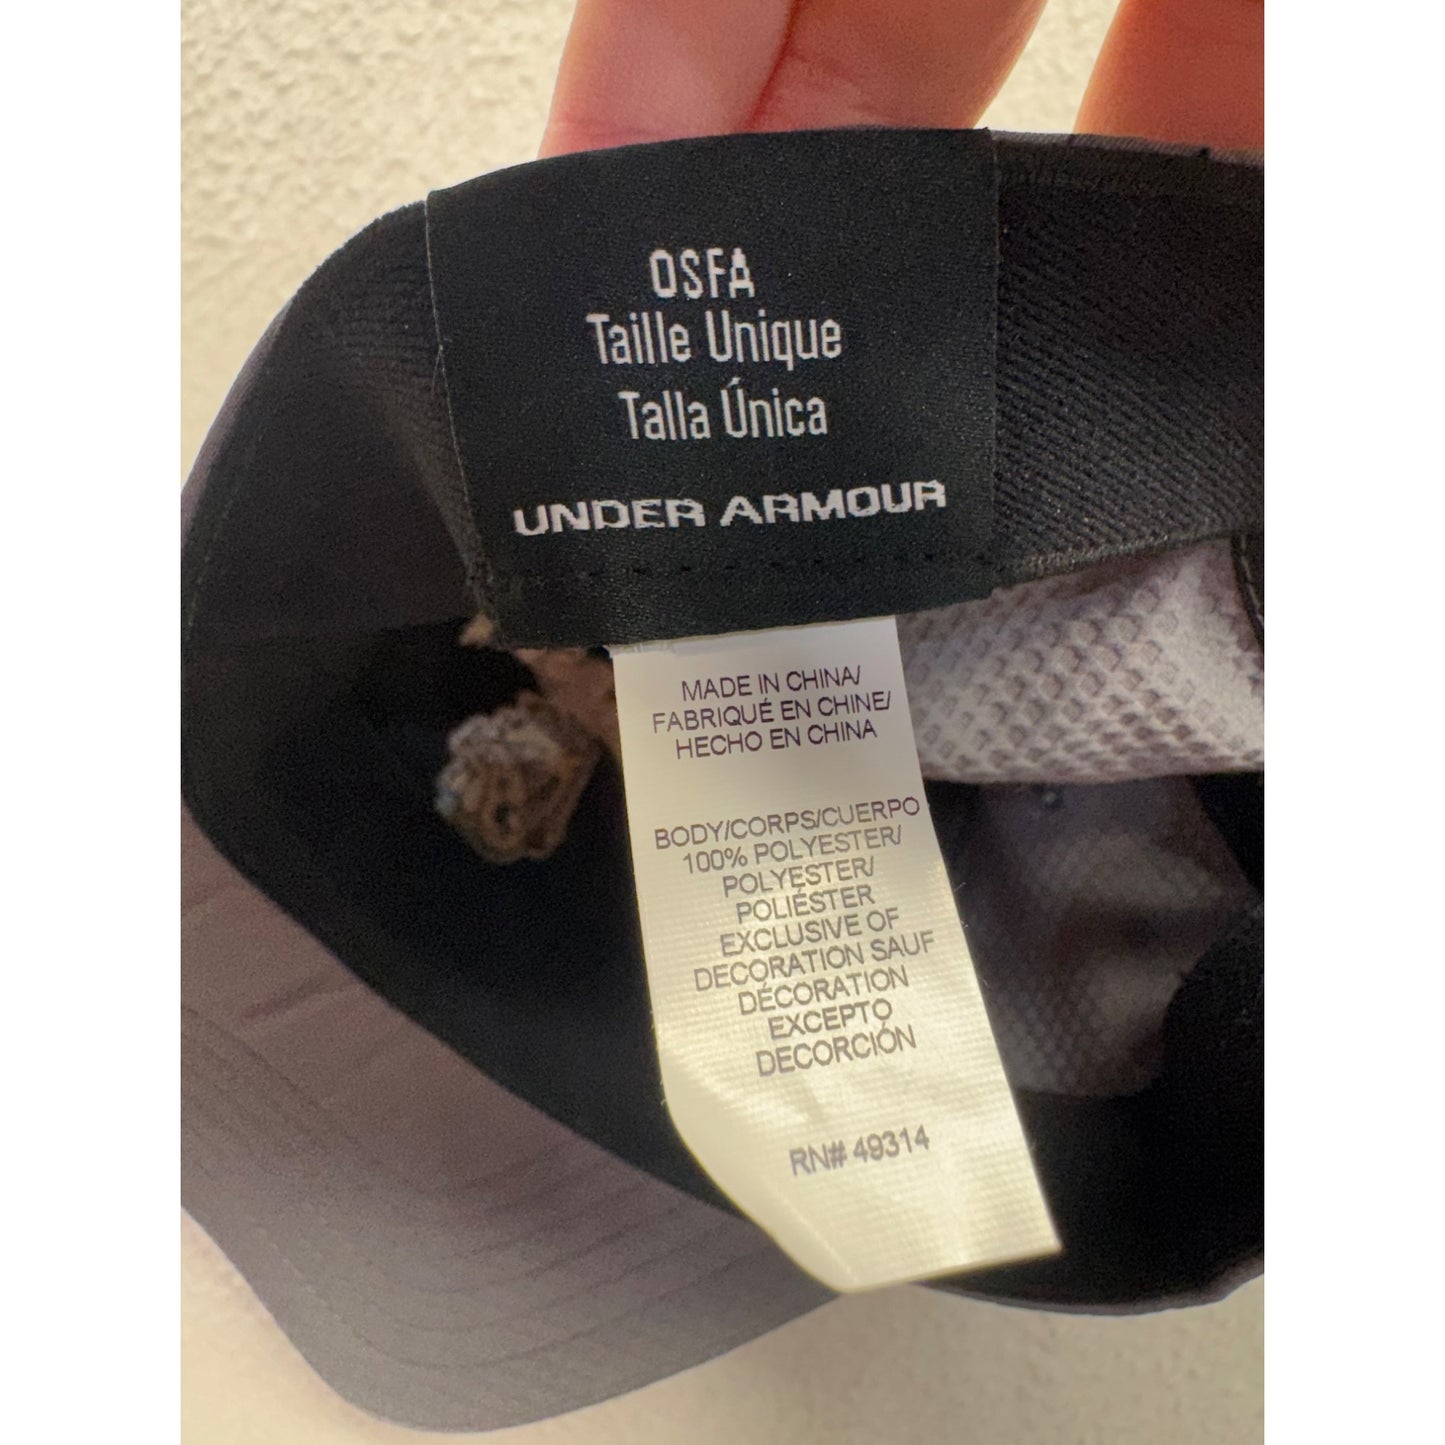 OSFA
Taille Unique
Talla Única
UNDER ARMOUR
MADE IN CHINA/
FABRIQUÉ EN CHINE/
HECHO EN CHINA
BODY/CORPS/CUERPO
100% POLYESTER/
POLYESTER/
POLIÉSTER
EXCLUSIVE OF
DECORATION SAUF
DÉCORATION
EXCEPTO
DECORCIÓN
RN# 49314